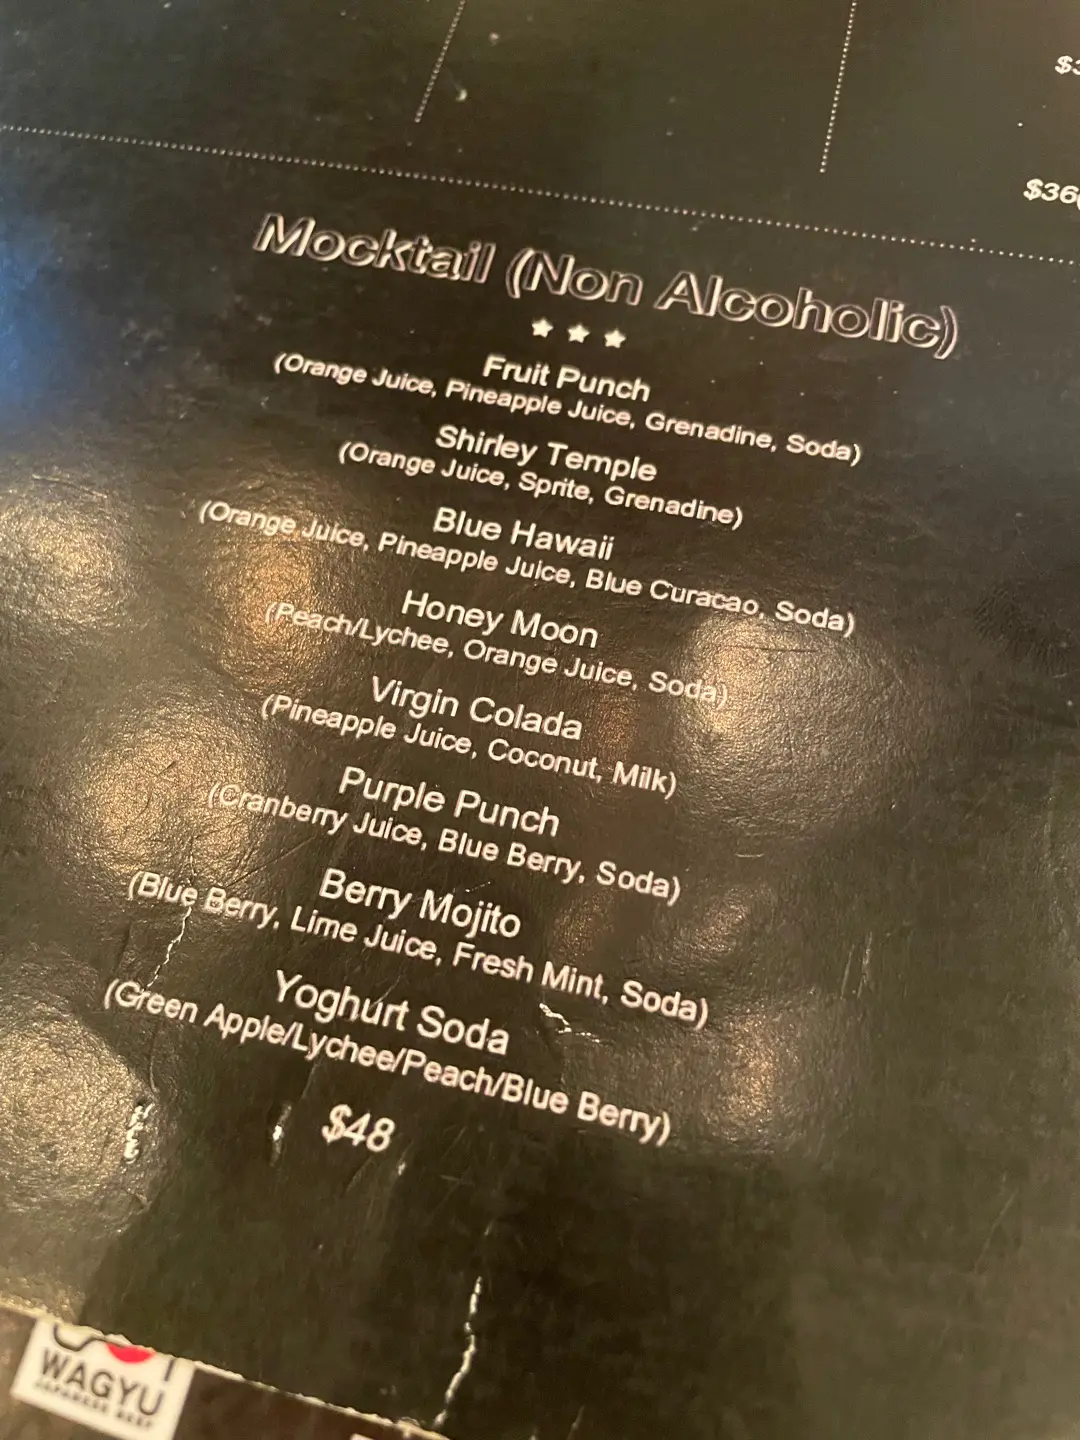 $36
Mocktail (Non Alcoholic)
Fruit Punch
(Orange Juice, Pineapple Juice, Grenadine, Soda)
Shirley Temple
(Orange Juice, Sprite, Grenadine)
Blue Hawaii
(Orange Juice, Pineapple Juice, Blue Curacao, Soda)
Honey Moon
(Peach/Lychee, Orange Juice, Soda)
Virgin Colada
(Pineapple Juice, Coconut, Milk)
Purple Punch
(Cranberry Juice, Blue Berry, Soda)
Berry Mojito
(Blue Berry, Lime Juice, Fresh Mint, Soda)
Yoghurt Soda
(Green Apple/Lychee/Peach/Blue Berry)
$48
WAGYU
JAPANESE BEEF